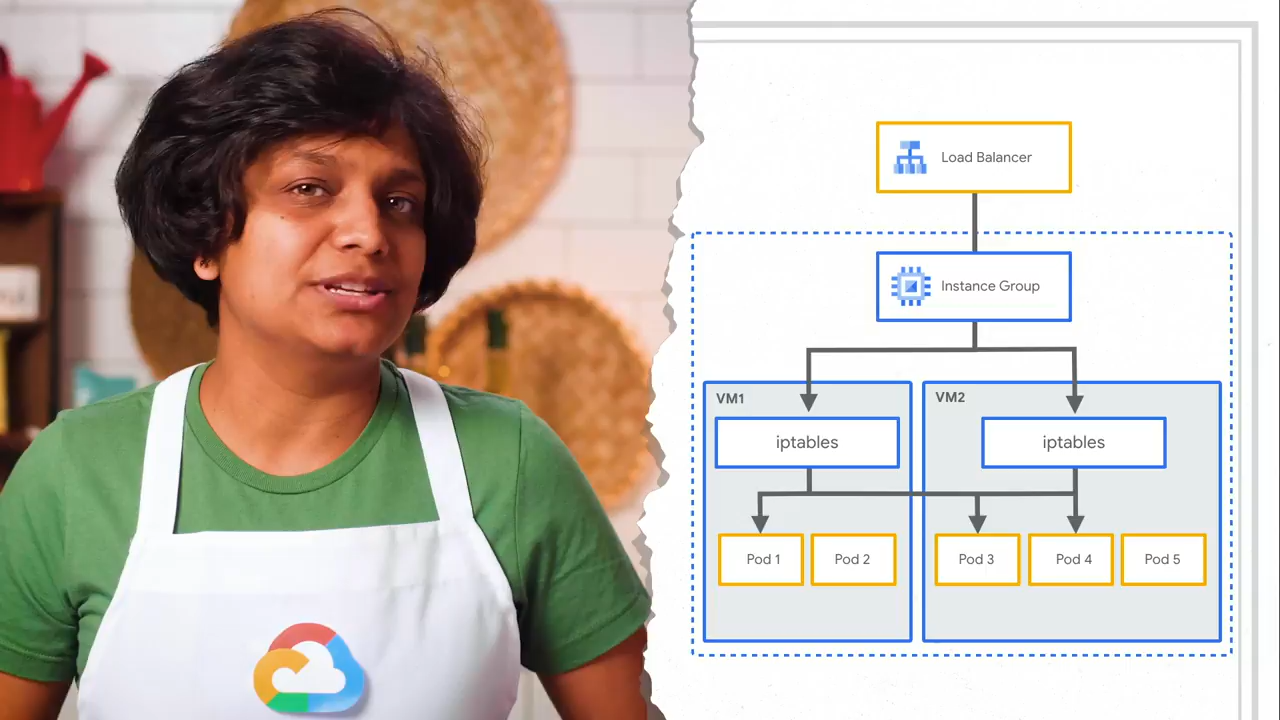 Load Balancer
Instance Group
VM1
VM2
iptables
iptables
Pod 1
Pod 2
Pod 3
Pod 4
Pod 5